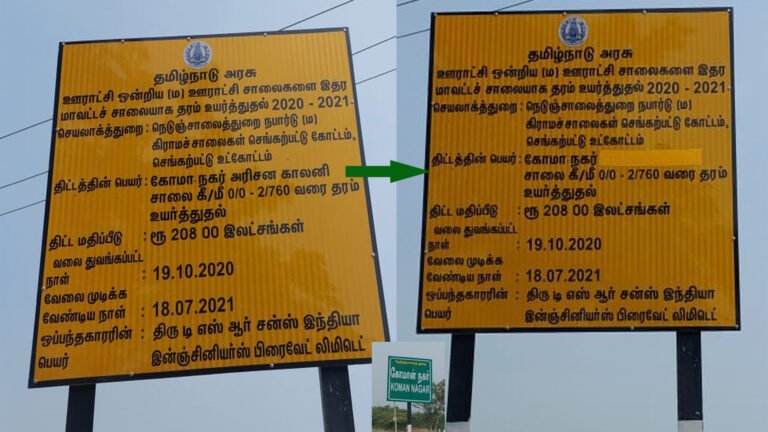 தமிழ்நாடு அரசு
ஊராட்சி ஒன்றிய (ம) ஊராட்சி சாலைகளை இதர
மாவட்டச் சாலையாக தரம் உயர்த்துதல் 2020 - 2021
செயலாக்த்துறை : நெடுஞ்சாலைத்துறை நபார்டு (ம)
கிராமச்சாலைகள் செங்கற்பட்டு கோட்டம்,
செங்கற்பட்டு உட்கோட்டம்
திட்டத்தின் பெயர் : கோமா நகர் அரிசன காலனி
சாலை கீ/மீ 0/0 - 2/760 வரை தரம்
உயர்த்துதல்
திட்ட மதிப்பீடு : ரூ 208 00 இலட்சங்கள்
வலை துவங்கப்பட்ட
நாள் : 19.10.2020
வேலை முடிக்க
வேண்டிய நாள் : 18.07.2021
ஒப்பந்தகாரரின் : திரு டி எஸ் ஆர் சன்ஸ் இந்தியா
பெயர் இன்ஞ்சினியர்ஸ் பிரைவேட் லிமிடெட்
தமிழ்நாடு அரசு
ஊராட்சி ஒன்றிய (ம) ஊராட்சி சாலைகளை இதர
மாவட்டச் சாலையாக தரம் உயர்த்துதல் 2020 - 2021
செயலாக்த்துறை : நெடுஞ்சாலைத்துறை நபார்டு (ம)
கிராமச்சாலைகள் செங்கற்பட்டு கோட்டம்,
செங்கற்பட்டு உட்கோட்டம்
திட்டத்தின் பெயர் : கோமா நகர்
சாலை கீ/மீ 0/0 - 2/760 வரை தரம்
உயர்த்துதல்
திட்ட மதிப்பீடு : ரூ 208 00 இலட்சங்கள்
வலை துவங்கப்பட்ட
நாள் : 19.10.2020
வேலை முடிக்க
வேண்டிய நாள் : 18.07.2021
ஒப்பந்தகாரரின் : திரு டி எஸ் ஆர் சன்ஸ் இந்தியா
பெயர் இன்ஞ்சினியர்ஸ் பிரைவேட் லிமிடெட்
கோமான் நகர்
KOMAN NAGAR